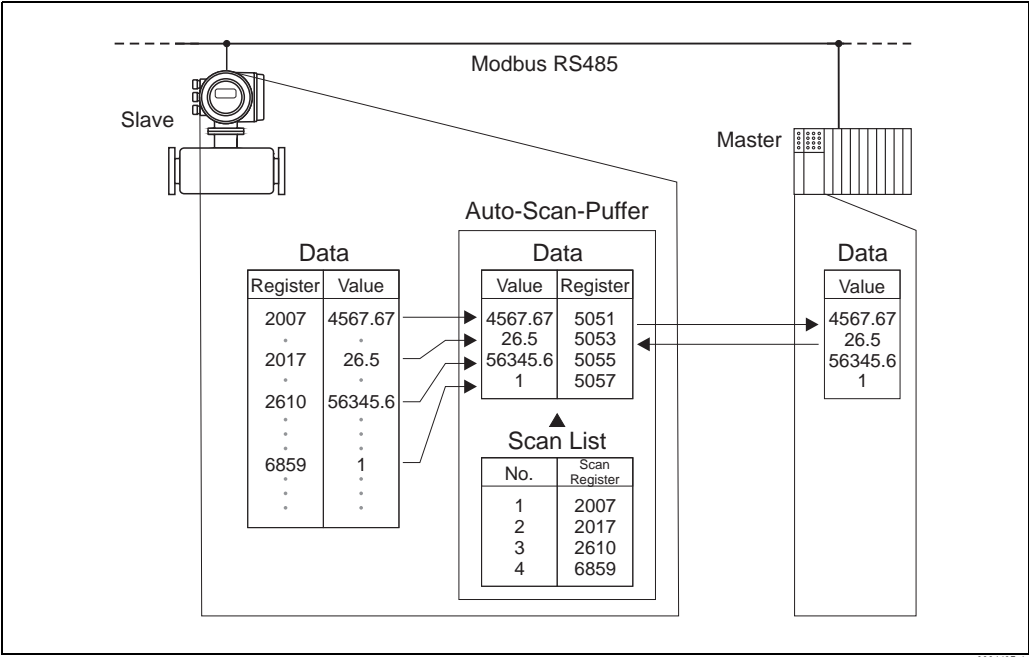 Modbus RS485
Slave
Master
Auto-Scan-Puffer
Data
Register Value
2007 4567.67
2017 26.5
2610 56345.6
6859 1
Data
Value Register
4567.67 5051
26.5 5053
56345.6 5055
1 5057
Scan List
No. Scan Register
1 2007
2 2017
3 2610
4 6859
Data
Value
4567.67
26.5
56345.6
1